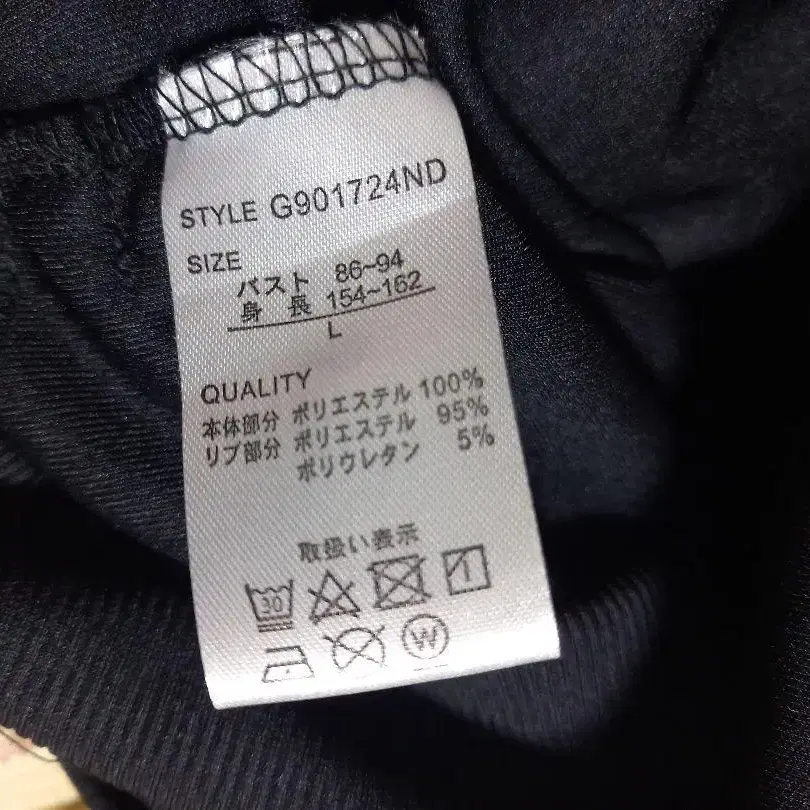 STYLE G901724ND
SIZE
バスト 86~94
身 長 154~162
L
QUALITY
本体部分 ポリエステル 100%
リブ部分 ポリエステル 95%
ポリウレタン 5%
取扱い表示
30
W